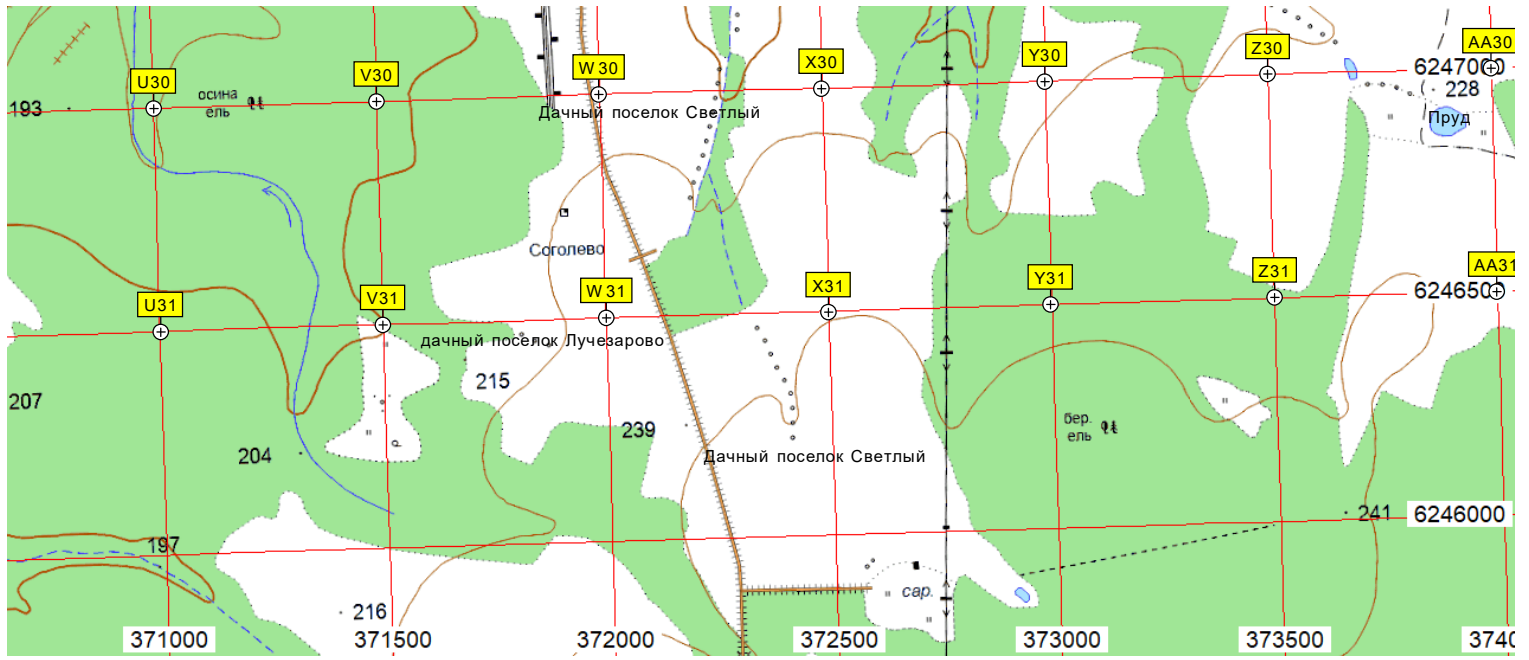 AA30
Y30
Z30
W30
X30
V30
U30
6247000
228
осина
ель
193
Дачный поселок Светлый
Пруд
Соголево
AA31
Z31
Y31
X31
W31
V31
U31
6246500
дачный поселок Лучезарово
215
207
бер.
ель
239
204
Дачный поселок Светлый
р
241
6246000
197
сар.
216
371000
371500
372000
372500
373000
373500
3740